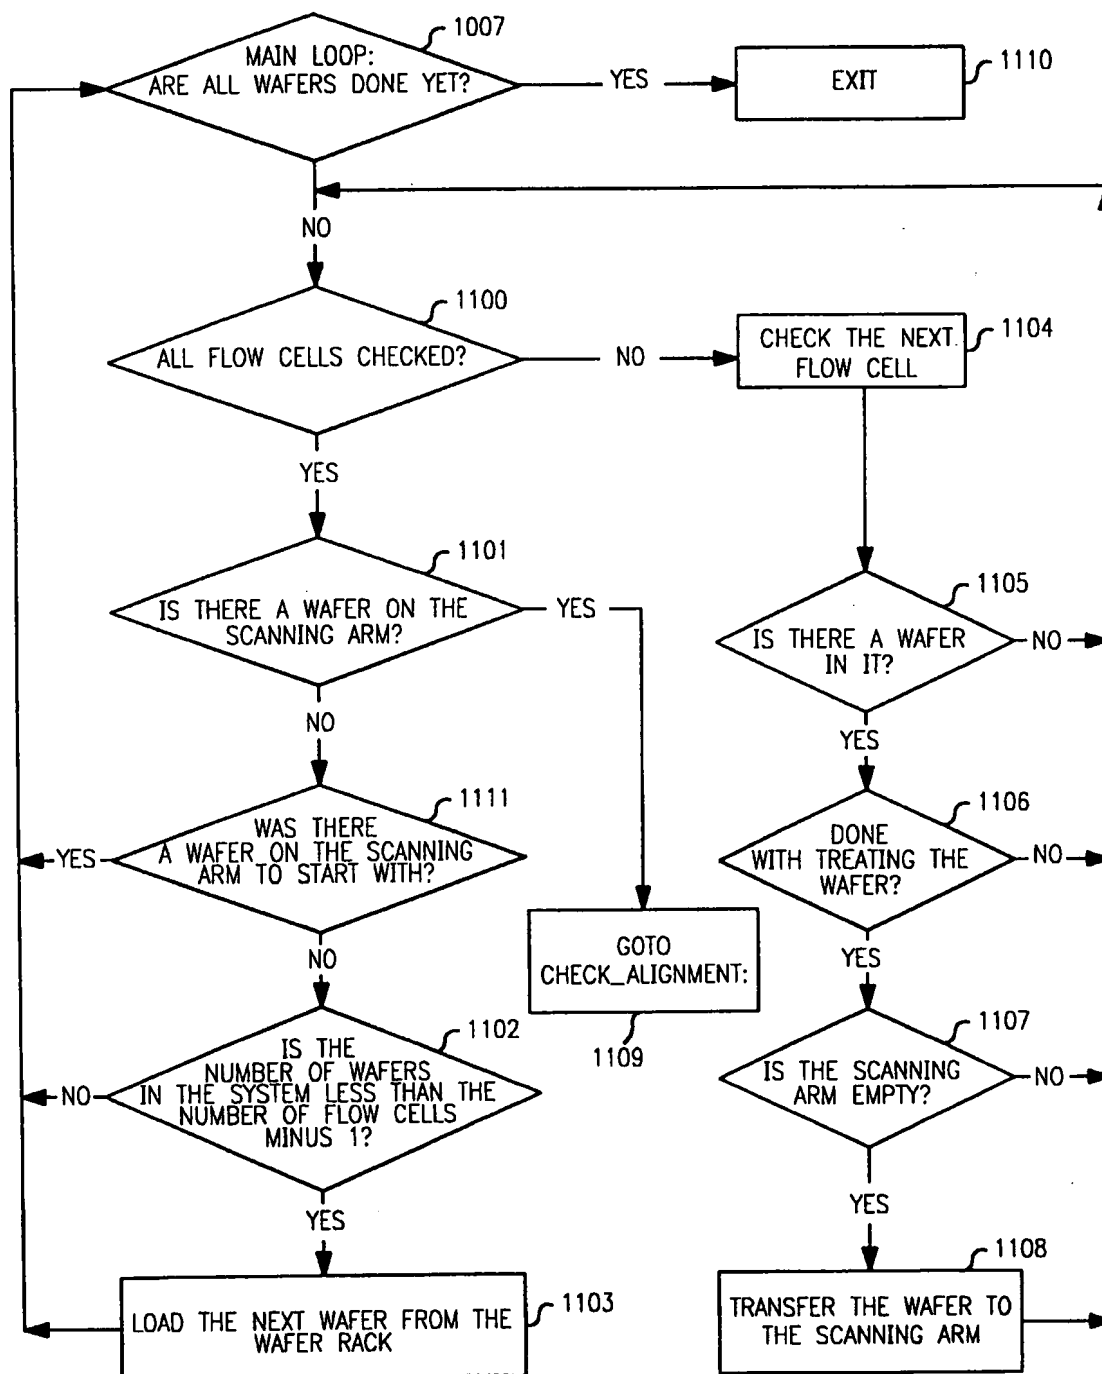 1007
MAIN LOOP:
ARE ALL WAFERS DONE YET?
YES
EXIT
1110
NO
1100
ALL FLOW CELLS CHECKED?
NO
CHECK THE NEXT
FLOW CELL
1104
YES
1101
IS THERE A WAFER ON THE
SCANNING ARM?
YES
1105
IS THERE A WAFER
IN IT?
NO
NO
YES
1111
WAS THERE
A WAFER ON THE SCANNING
ARM TO START WITH?
YES
1106
DONE
WITH TREATING THE
WAFER?
NO
GOTO
CHECK_ALIGNMENT:
1109
NO
YES
1102
IS THE
NUMBER OF WAFERS
IN THE SYSTEM LESS THAN THE
NUMBER OF FLOW CELLS
MINUS 1?
NO
1107
IS THE SCANNING
ARM EMPTY?
NO
YES
YES
1103
LOAD THE NEXT WAFER FROM THE
WAFER RACK
1108
TRANSFER THE WAFER TO
THE SCANNING ARM